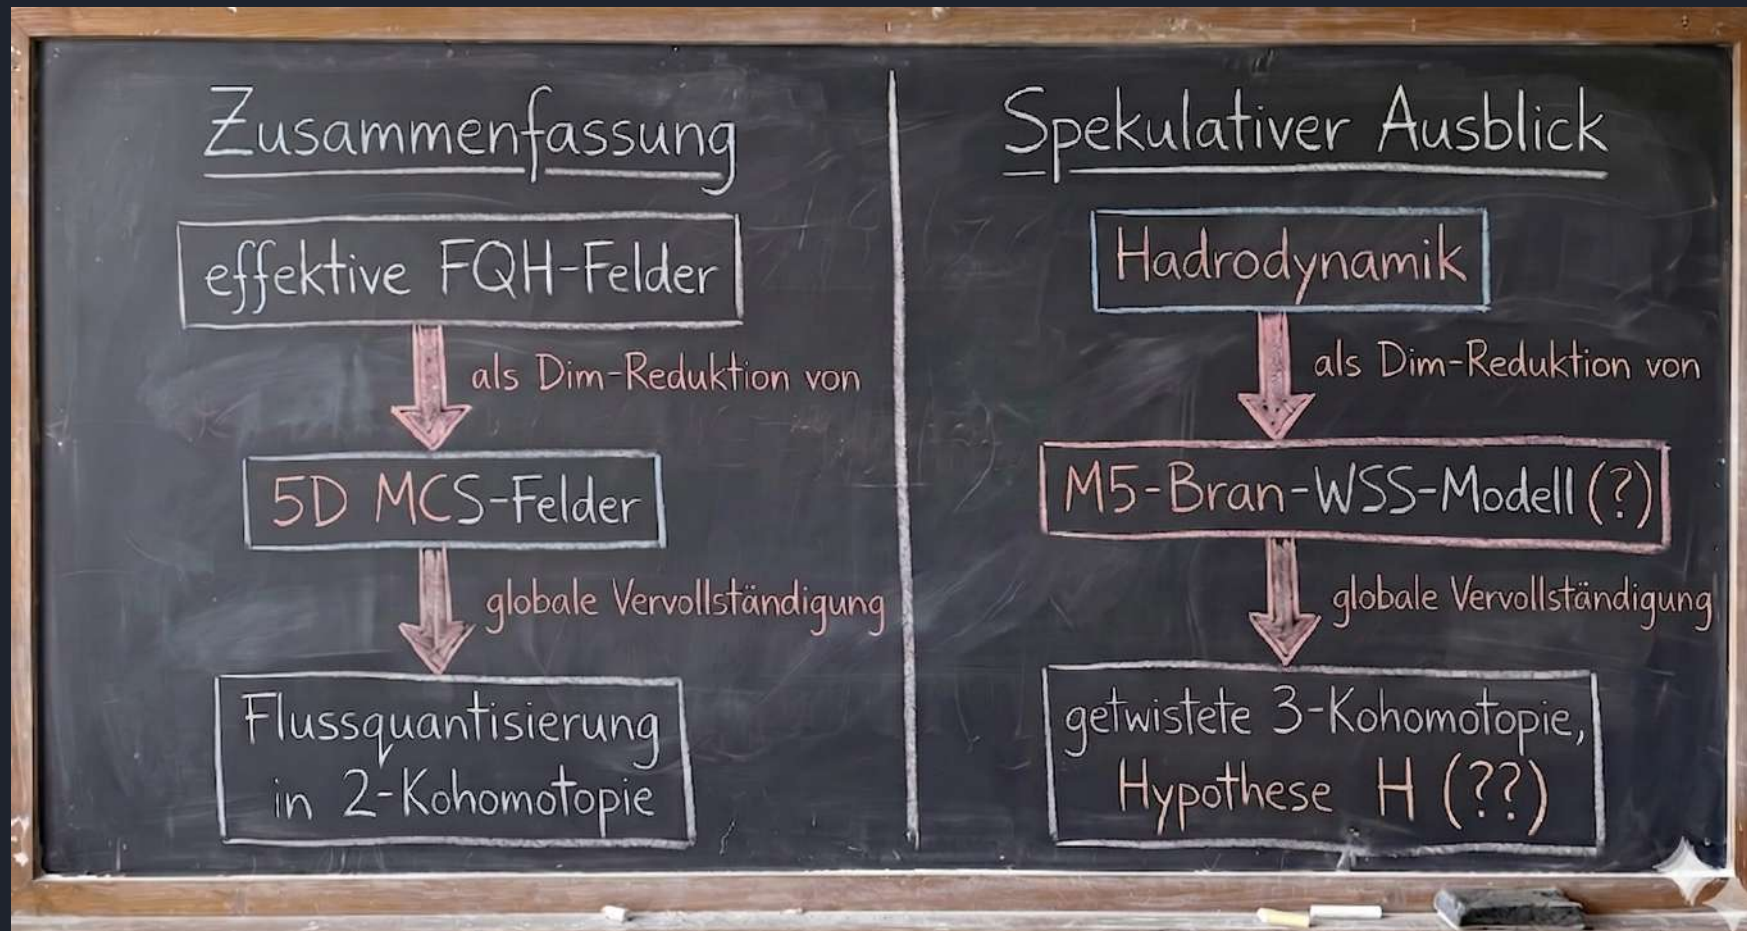 Zusammenfassung
effektive FQH-Felder
als Dim-Reduktion von
5D MCS-Felder
globale Vervollständigung
Flussquantisierung
in 2-Kohomotopie
Spekulativer Ausblick
Hadrodynamik
als Dim-Reduktion von
M5-Bran-WSS-Modell (?)
globale Vervollständigung
getwistete 3-Kohomotopie,
Hypothese H (??)